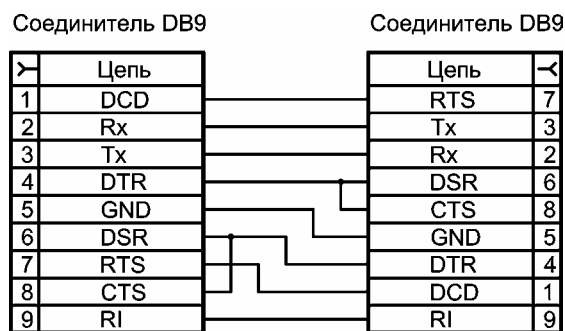 Соединитель DB9 Соединитель DB9
Цепь Цепь
1 DCD RTS 7
2 Rx Tx 3
3 Tx Rx 2
4 DTR DSR 6
5 GND CTS 8
6 DSR GND 5
7 RTS DTR 4
8 CTS DCD 1
9 RI RI 9